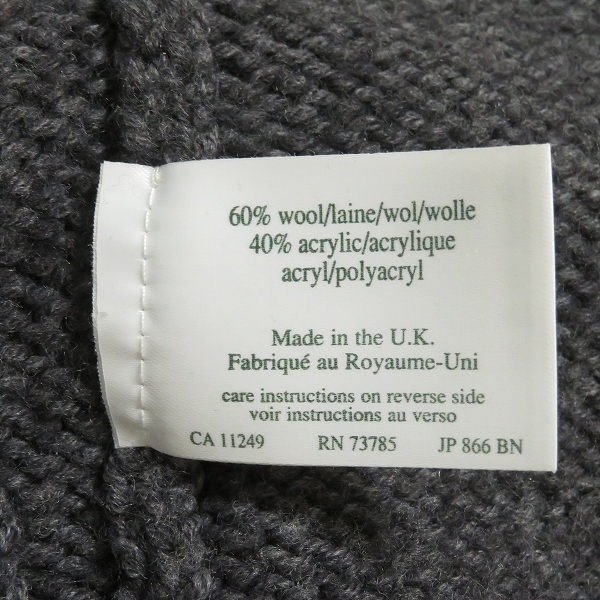 60% wool/laine/wol/wolle
40% acrylic/acrylique
acryl/polyacryl
Made in the U.K.
Fabriqué au Royaume-Uni
care instructions on reverse side
voir instructions au verso
CA 11249 RN 73785 JP 866 BN